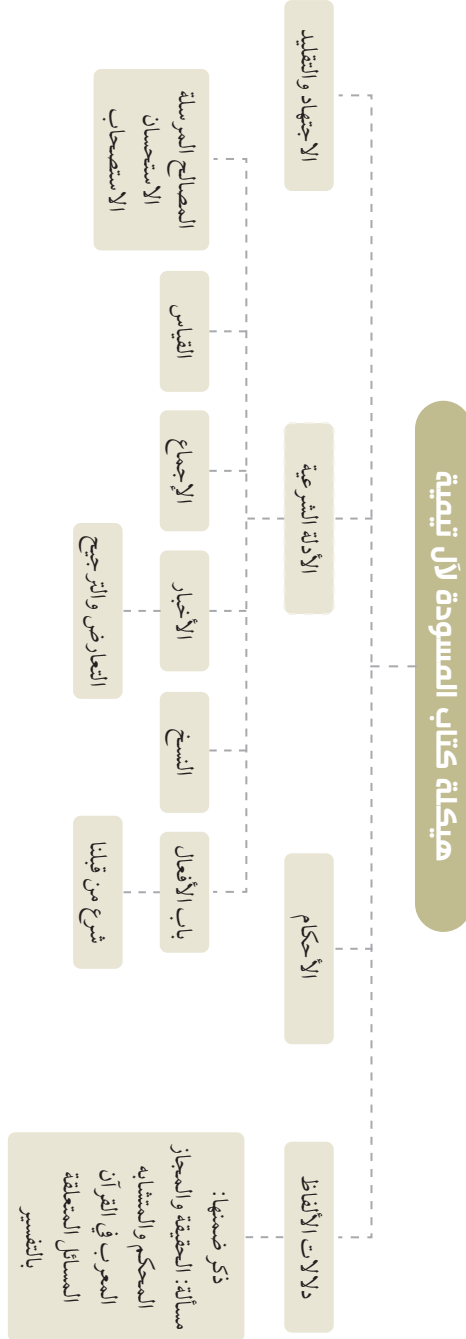 هيكلة كتاب المسودة لآل تيمية
دلالات الألفاظ
ذكر ضمنها:
مسألة: الحقيقة والمجاز
المحكم والمتشابه
المعرب في القرآن
المسائل المتعلقة
بالتفسير
الأحكام
الأدلة الشرعية
باب الأفعال
شرع من قبلنا
النسخ
الأخبار
التعارض والترجيح
الإجماع
القياس
المصالح المرسلة
الاستحسان
الاستصحاب
الاجتهاد والتقليد